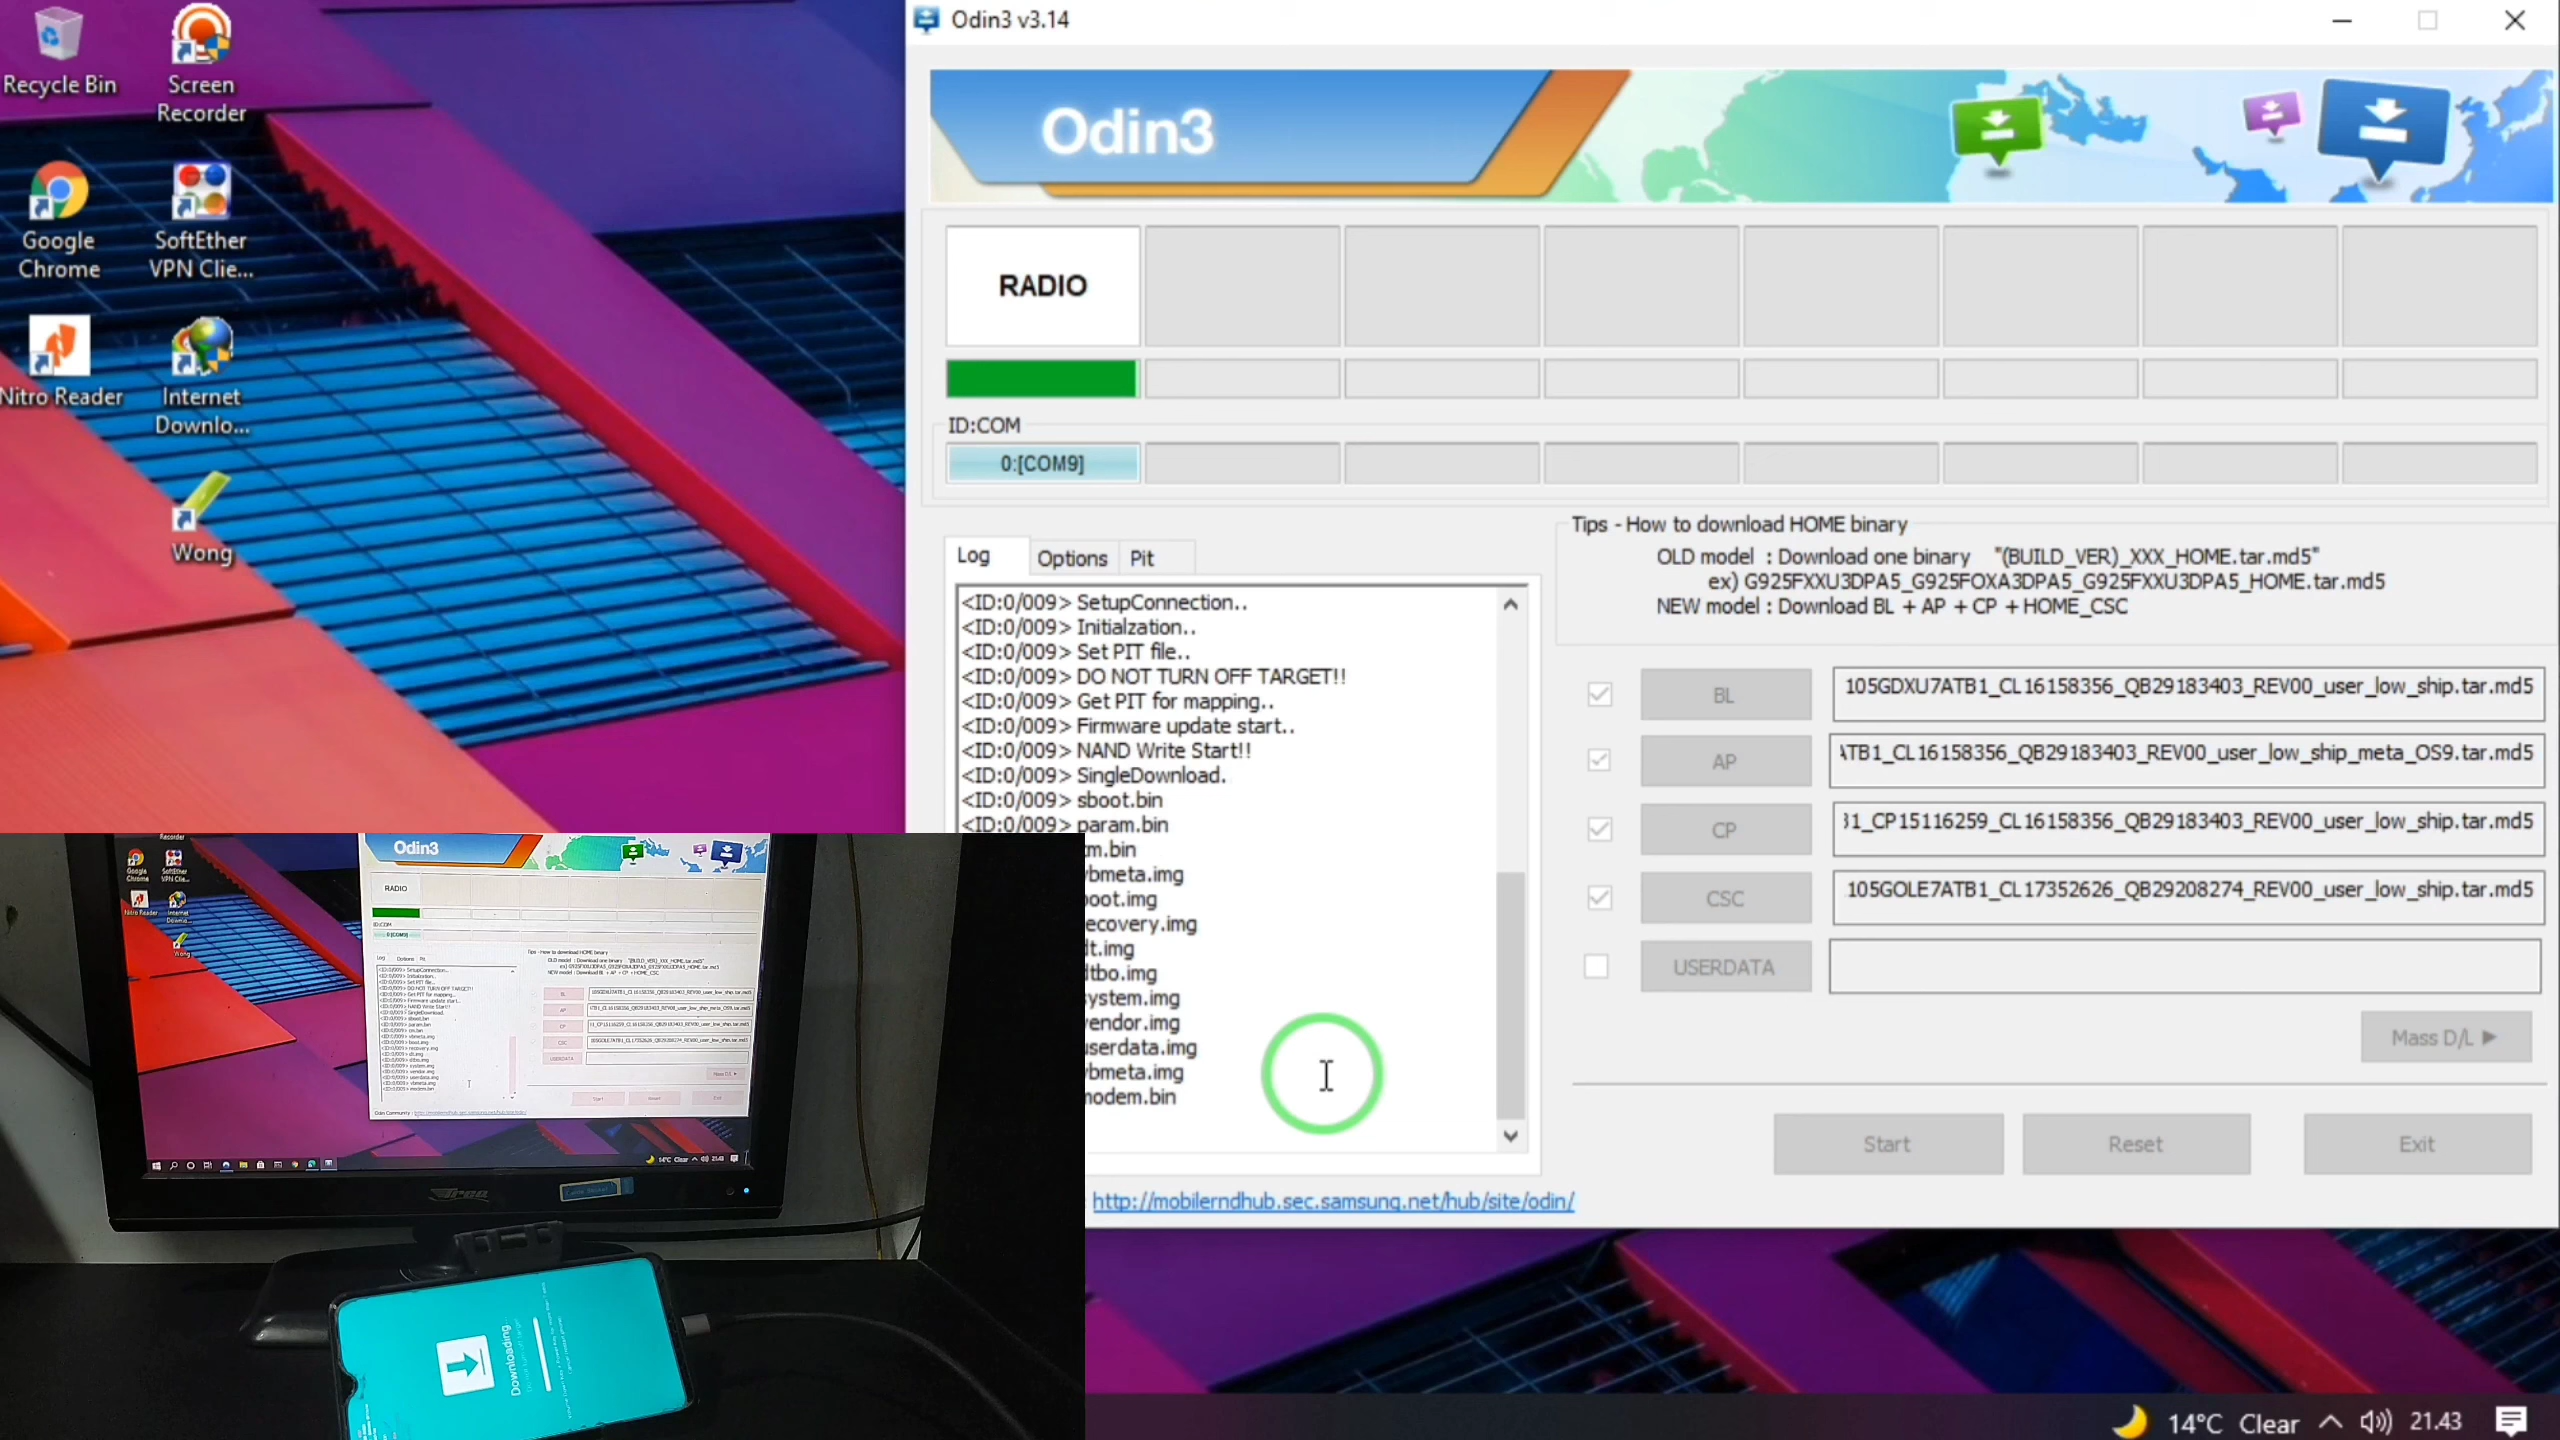 Recycle Bin
Screen
Recorder
Google
Chrome
SoftEther
VPN Clie...
Nitro Reader
Internet
Downlo...
Wong
Odin3 v3.14
Odin3
RADIO
ID:COM
0:[COM9]
Log
Options
Pit
<ID:0/009> SetupConnection..
<ID:0/009> Initialzation..
<ID:0/009> Set PIT file..
<ID:0/009> DO NOT TURN OFF TARGET!!
<ID:0/009> Get PIT for mapping..
<ID:0/009> Firmware update start..
<ID:0/009> NAND Write Start!!
<ID:0/009> SingleDownload.
<ID:0/009> sboot.bin
<ID:0/009> param.bin
m.bin
bmeta.img
oot.img
ecovery.img
dt.img
dtbo.img
system.img
vendor.img
userdata.img
bmeta.img
modem.bin
Tips - How to download HOME binary
OLD model : Download one binary "(BUILD_VER)_XXX_HOME.tar.md5"
ex) G925FXXU3DPA5_G925FOXA3DPA5_G925FXXU3DPA5_HOME.tar.md5
NEW model : Download BL + AP + CP + HOME_CSC
BL
105GDXU7ATB1_CL16158356_QB29183403_REV00_user_low_ship.tar.md5
AP
ATB1_CL16158356_QB29183403_REV00_user_low_ship_meta_OS9.tar.md5
CP
31_CP15116259_CL16158356_QB29183403_REV00_user_low_ship.tar.md5
CSC
105GOLE7ATB1_CL17352626_QB29208274_REV00_user_low_ship.tar.md5
USERDATA
Mass D/L
Start
Reset
Exit
http://mobilerndhub.sec.samsung.net/hub/site/odin/
Odin3
RADIO
Downloading...
14°C Clear
21.43